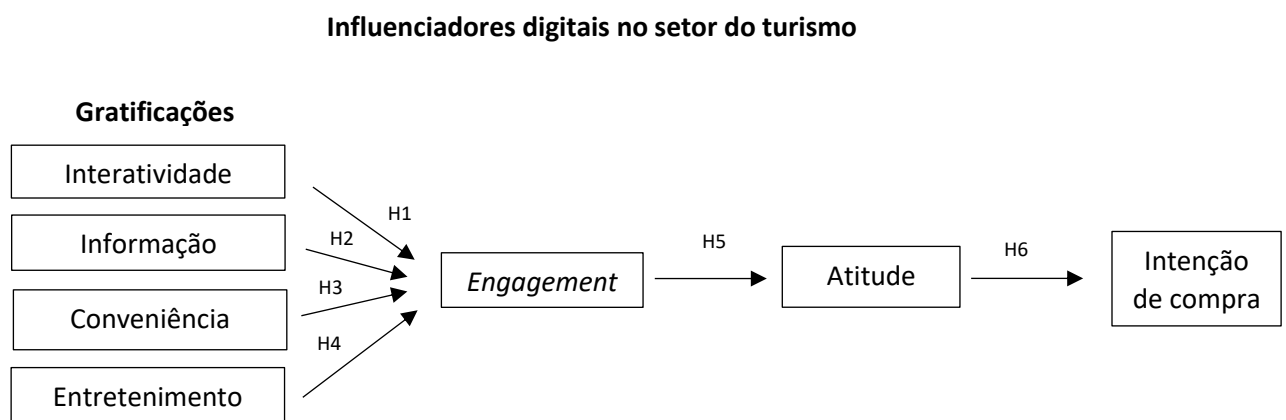 Influenciadores digitais no setor do turismo
Gratificações
Interatividade
H1
Informação
H2
H5
H6
Engagement
Atitude
Intenção
de compra
H3
Conveniência
H4
Entretenimento